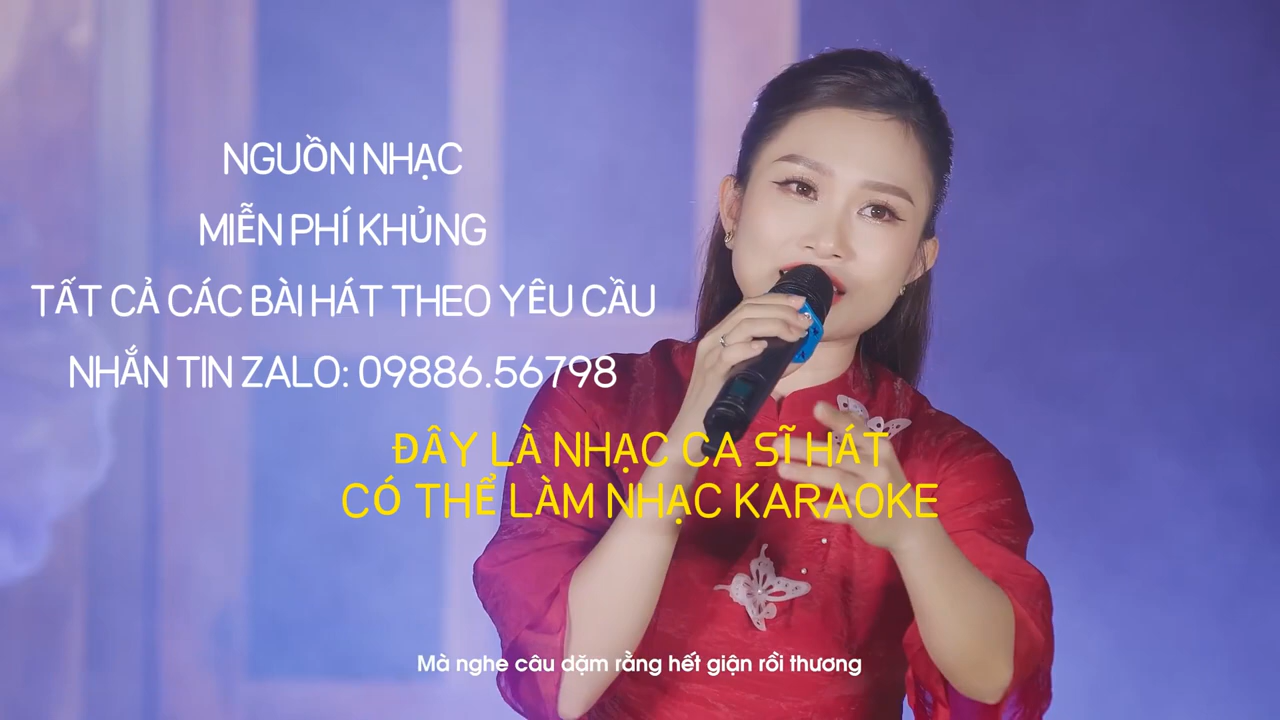 NGUỒN NHẠC
MIỄN PHÍ KHỦNG
TẤT CẢ CÁC BÀI HÁT THEO YÊU CẦU
NHẮN TIN ZALO: 09886.56798
ĐÂY LÀ NHẠC CA SĨ HÁT
CÓ THỂ LÀM NHẠC KARAOKE
Mà nghe câu dặm rằng hết giận rồi thương